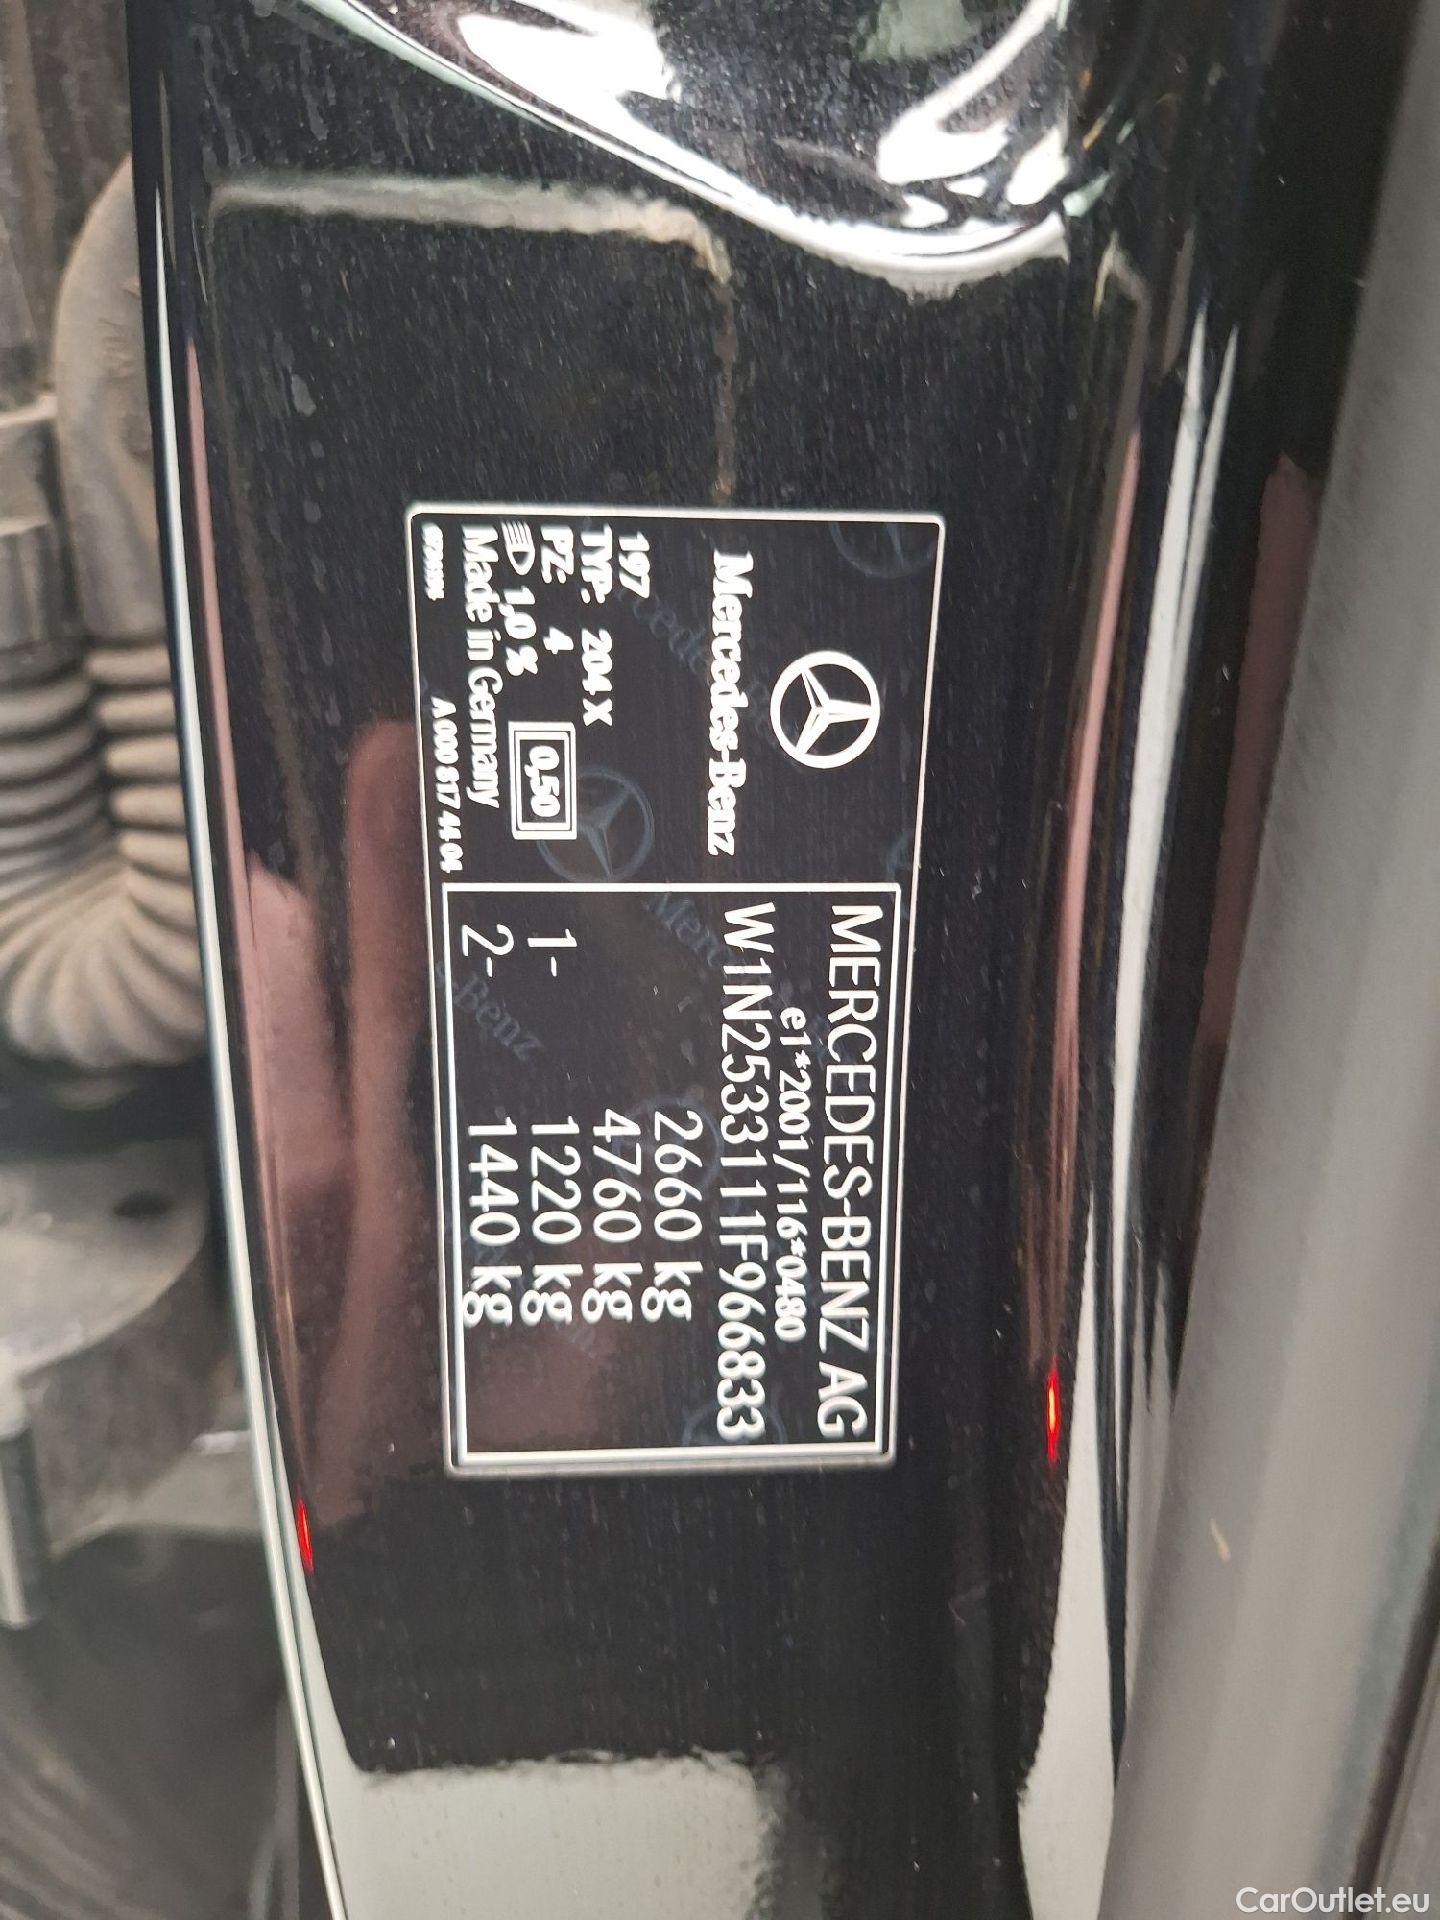 Mercedes-Benz
197
TYP: 204 X
PZ: 4
1,0 %
0,50
Made in Germany
A 000 817 44 04
MERCEDES-BENZ AG
e1*2001/116*0480
W1N2533111F966833
2660 kg
4760 kg
1- 1220 kg
2- 1440 kg
CarOutlet.eu